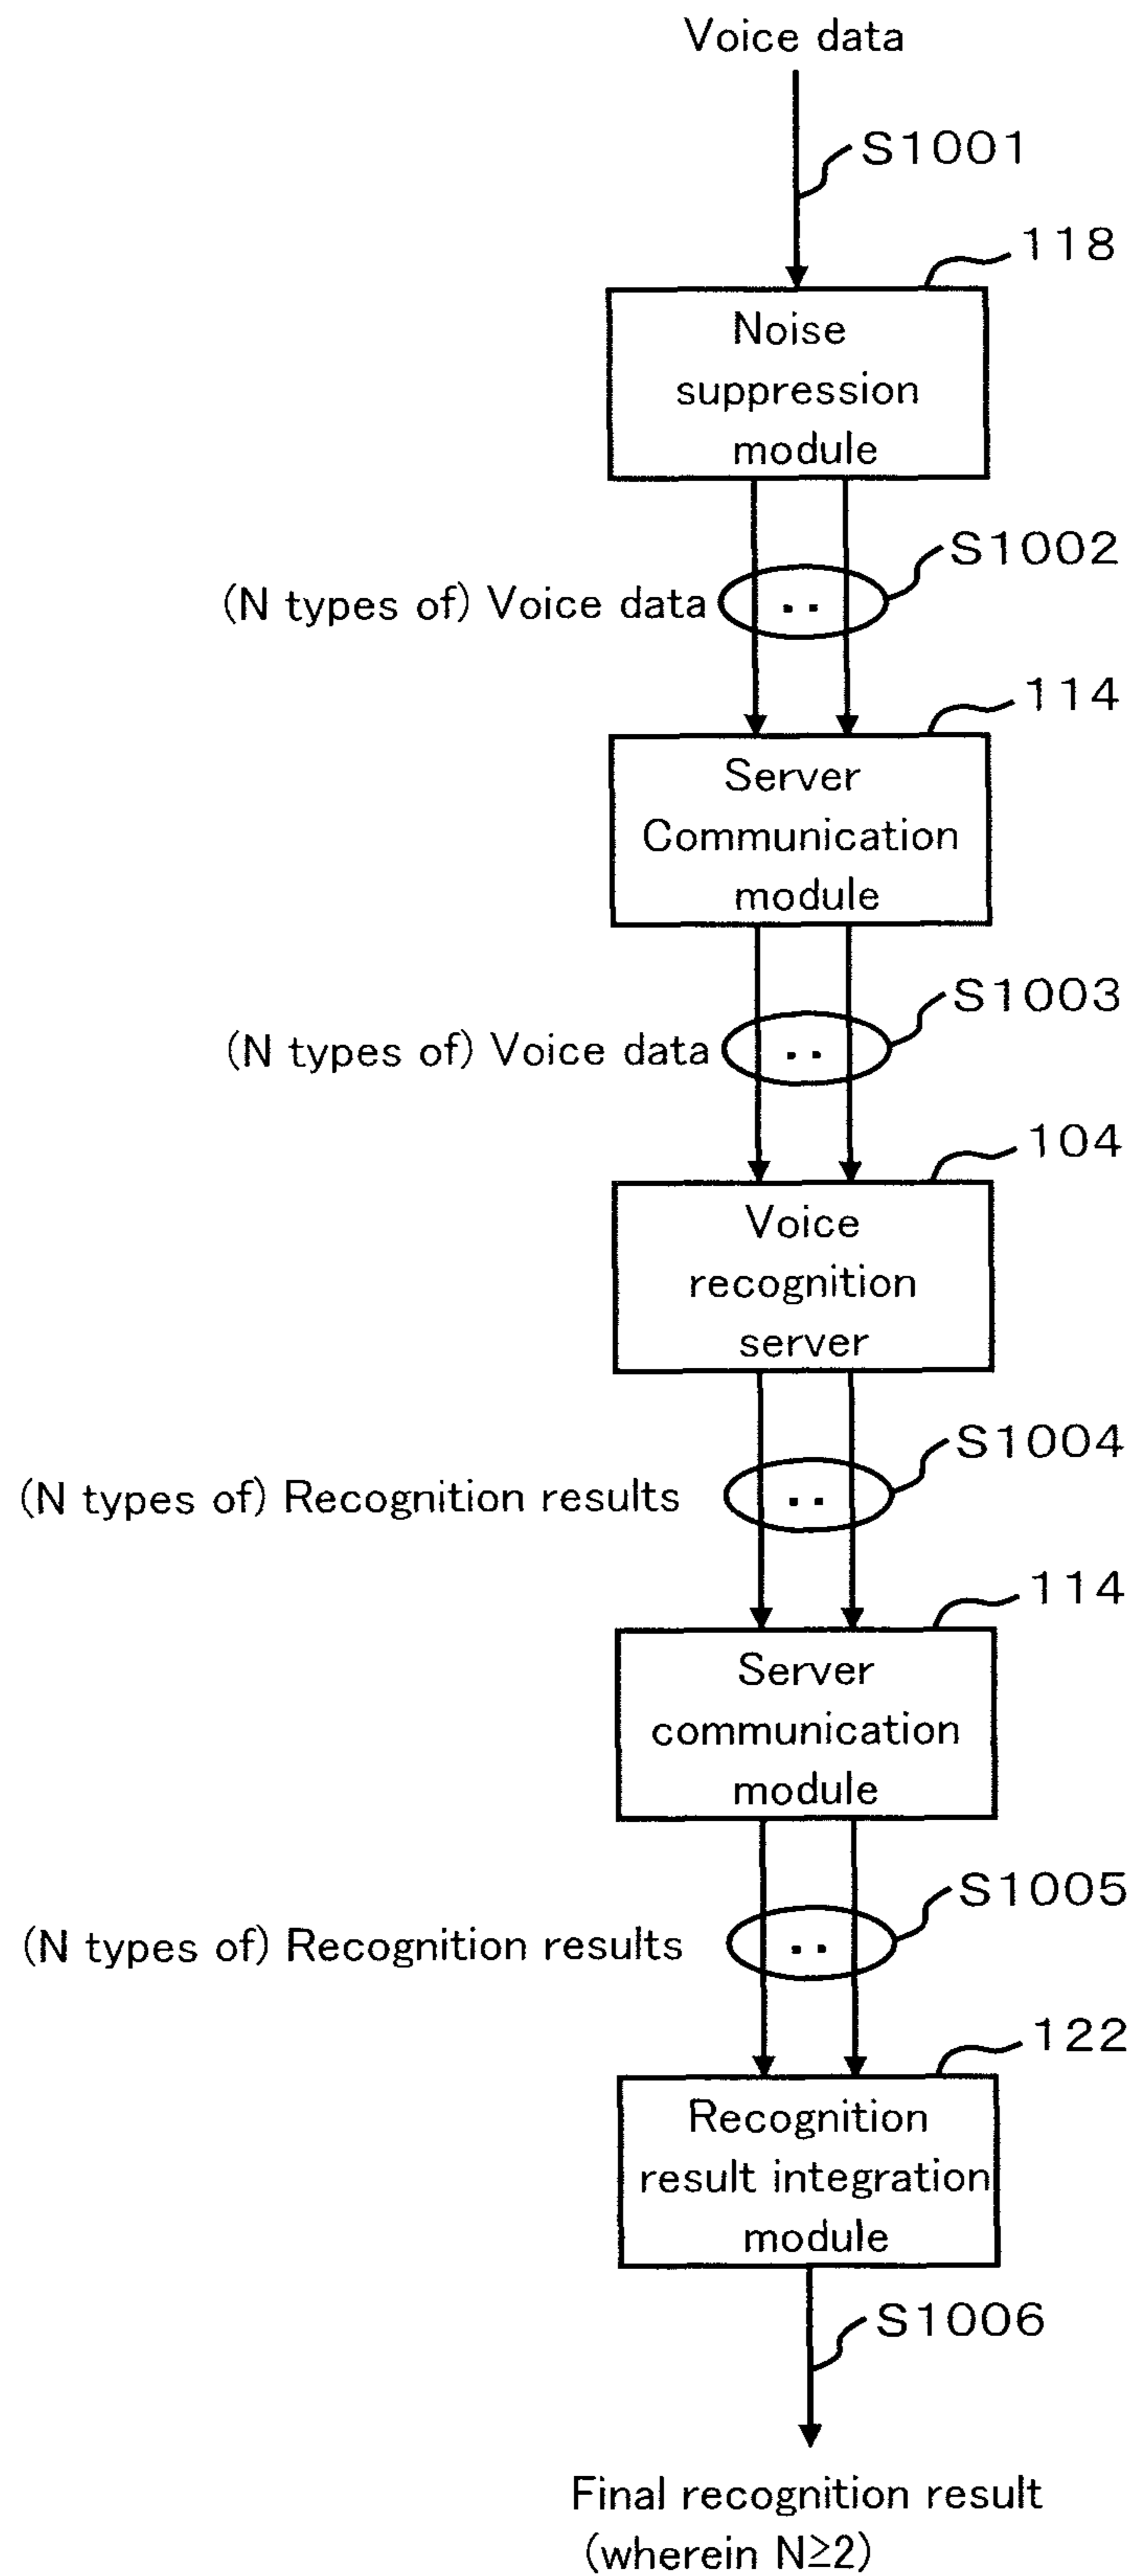 Voice data
S1001
118
Noise
suppression
module
S1002
(N types of) Voice data
114
Server
Communication
module
S1003
(N types of) Voice data
104
Voice
recognition
server
S1004
(N types of) Recognition results
114
Server
communication
module
S1005
(N types of) Recognition results
122
Recognition
result integration
module
S1006
Final recognition result
(wherein N≥2)